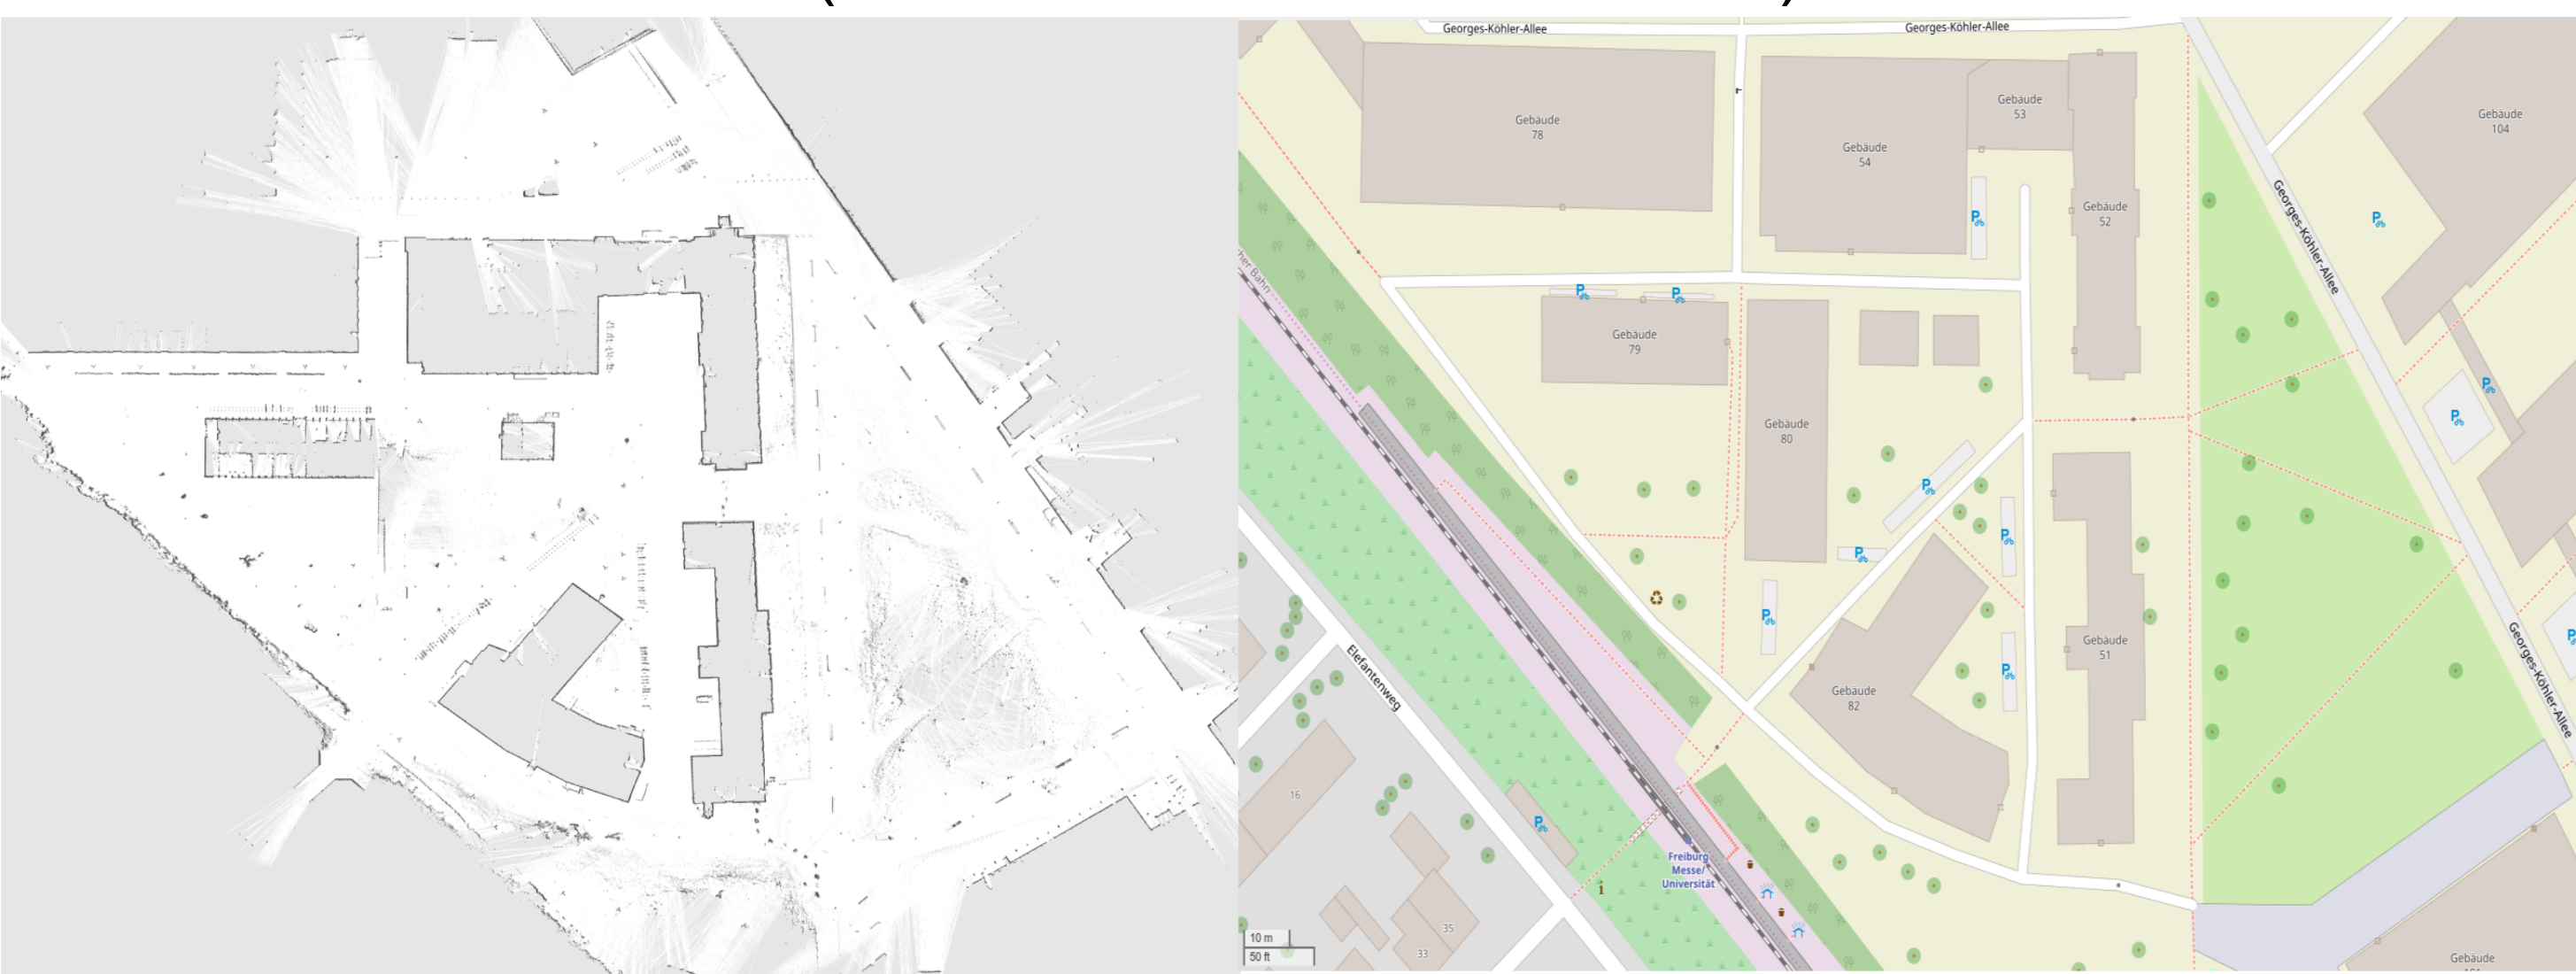 Georges-Köhler-Allee
Georges-Köhler-Allee
Gebäude
78
Gebäude
54
Gebäude
53
Gebäude
52
Gebäude
104
Georges-Köhler-Allee
P
P
her Bahn
P
P
Gebäude
79
Gebäude
80
P
P
P
P
P
P
P
P
Gebäude
51
Gebäude
82
Georges-Köhler-Allee
Elefantenweg
16
P
Freiburg
Messe/
Universität
i
35
33
10 m
50 ft
Gebäude